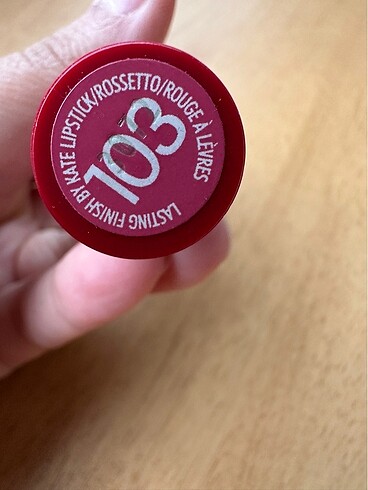 LASTING FINISH BY KATE LIPSTICK/ROSSETTO/ROUGE À LÈVRES
103